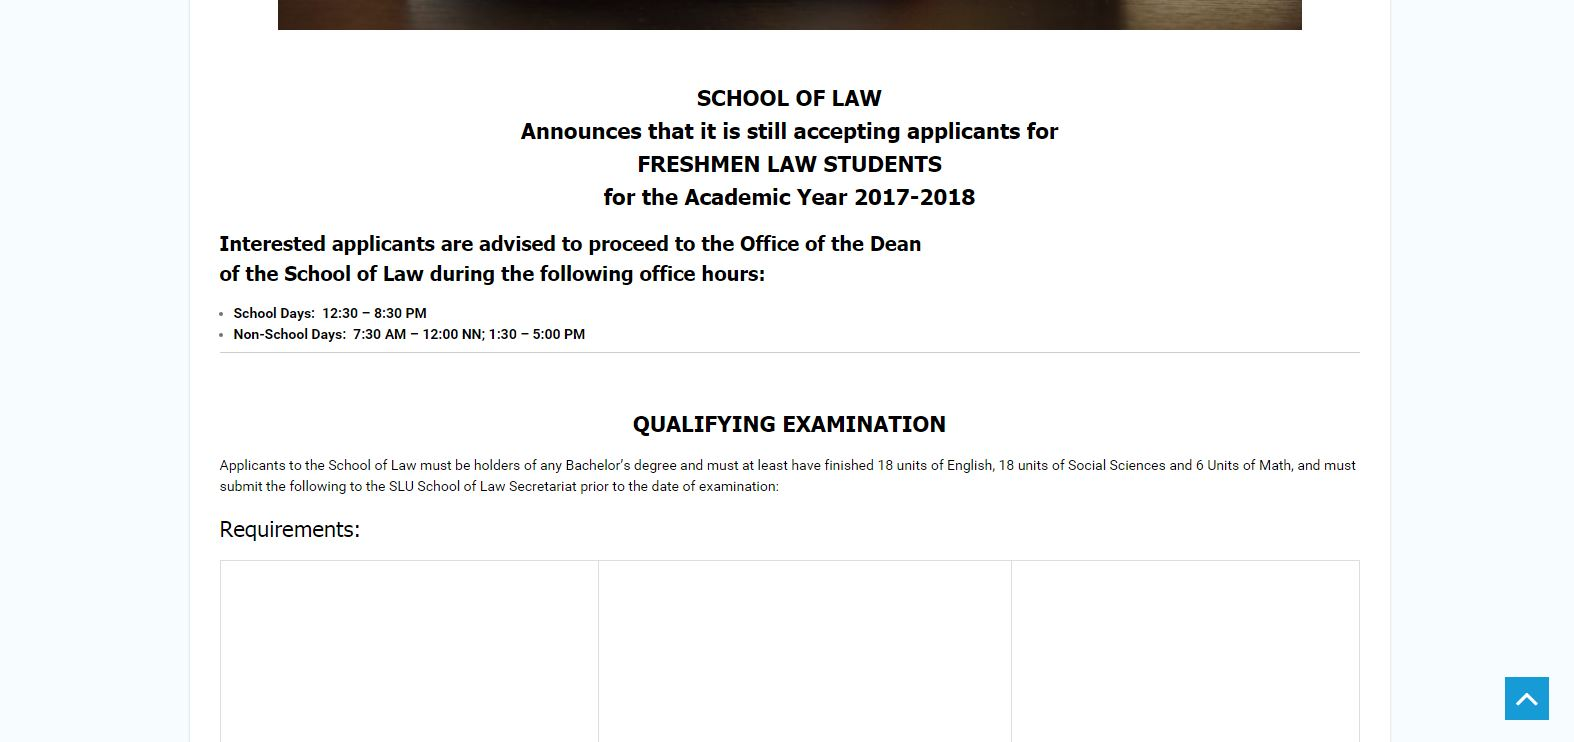 SCHOOL OF LAW
Announces that it is still accepting applicants for
FRESHMEN LAW STUDENTS
for the Academic Year 2017-2018
Interested applicants are advised to proceed to the Office of the Dean
of the School of Law during the following office hours:
School Days:  12:30 – 8:30 PM
Non-School Days:  7:30 AM – 12:00 NN; 1:30 – 5:00 PM
QUALIFYING EXAMINATION
Applicants to the School of Law must be holders of any Bachelor's degree and must at least have finished 18 units of English, 18 units of Social Sciences and 6 Units of Math, and must
submit the following to the SLU School of Law Secretariat prior to the date of examination:
Requirements: